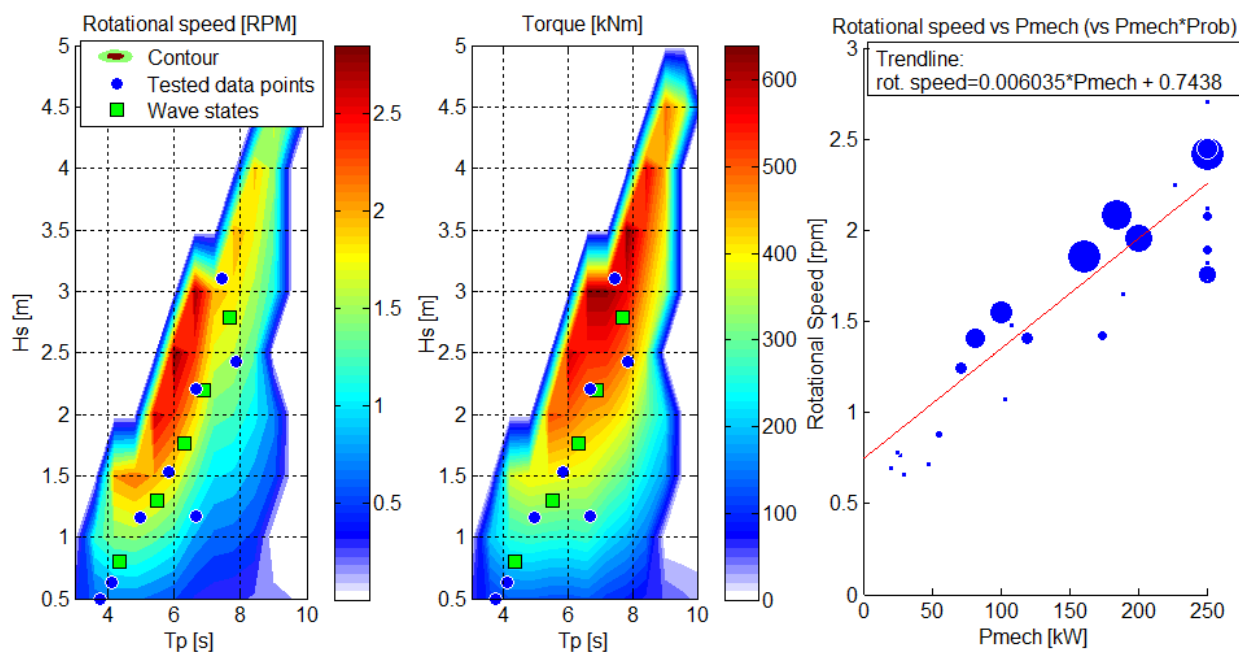 Rotational speed [RPM]
Contour
Tested data points
Wave states
5
4.5
4
3.5
3
2.5
2
1.5
1
0.5
Hs [m]
4 6 8 10
Tp [s]
2.5
2
1.5
1
0.5
Torque [kNm]
5
4.5
4
3.5
3
2.5
2
1.5
1
0.5
Hs [m]
4 6 8 10
Tp [s]
600
500
400
300
200
100
0
Rotational speed vs Pmech (vs Pmech*Prob)
Trendline:
rot. speed=0.006035*Pmech + 0.7438
3
2.5
2
1.5
1
0.5
0
Rotational Speed [rpm]
0 50 100 150 200 250
Pmech [kW]